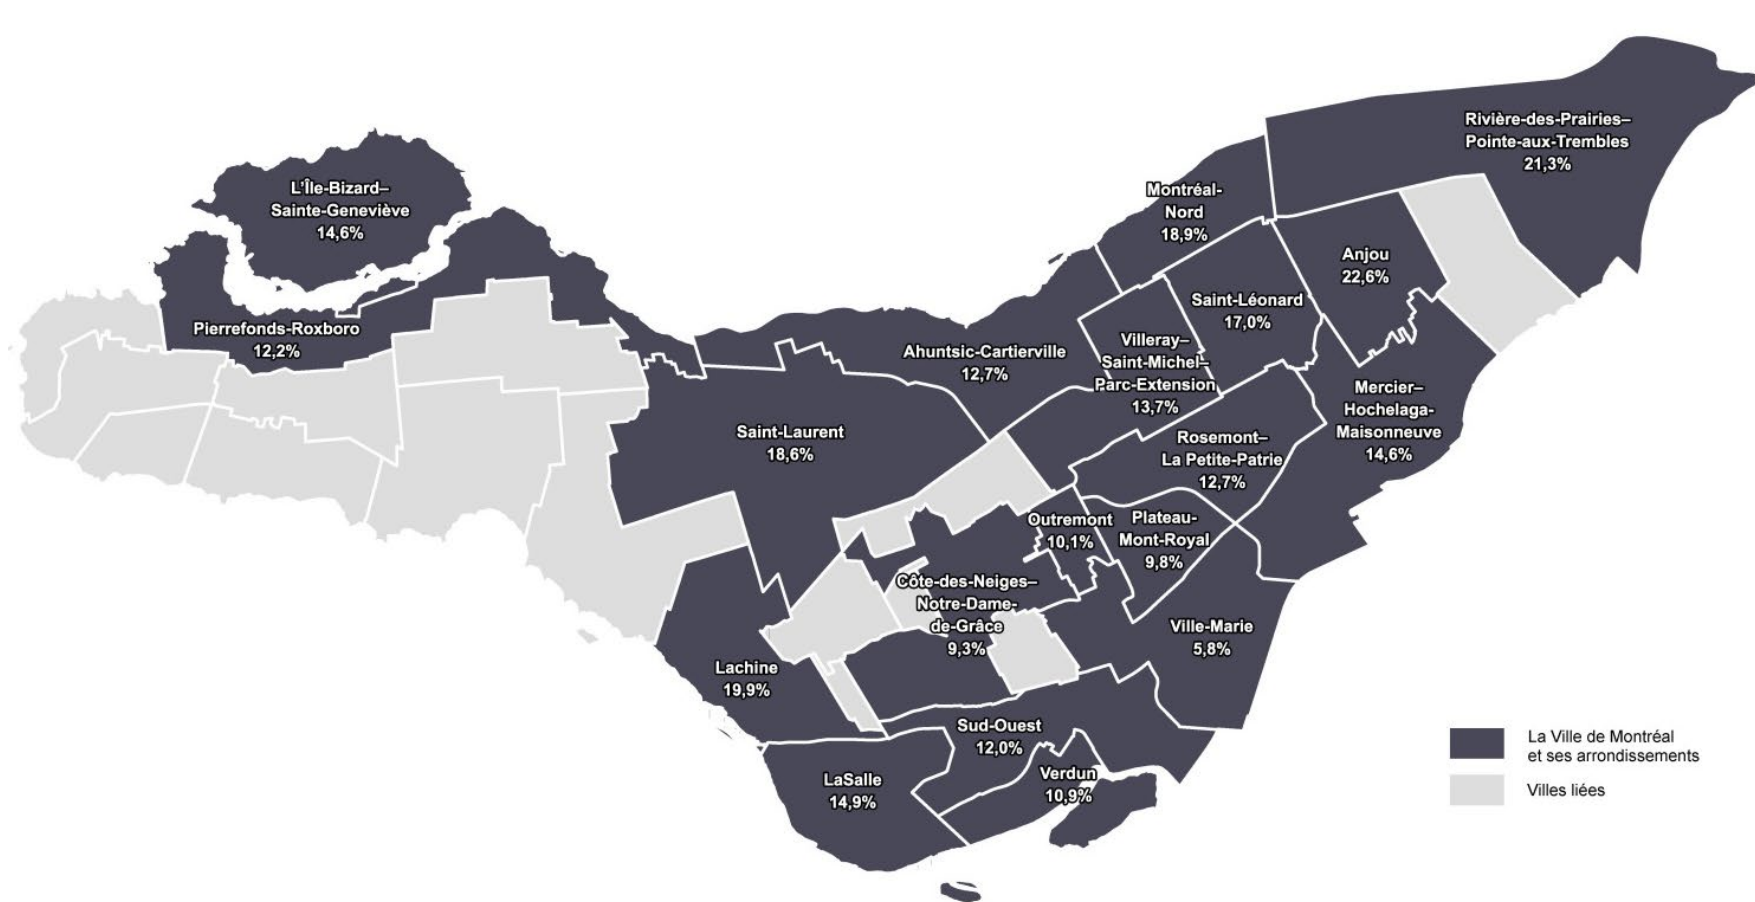 Rivière-des-Prairies–
Pointe-aux-Trembles
21,3%
L'Île-Bizard–
Sainte-Geneviève
14,6%
Montréal-
Nord
18,9%
Anjou
22,6%
Saint-Léonard
17,0%
Pierrefonds-Roxboro
12,2%
Ahuntsic-Cartierville
12,7%
Villeray–
Saint-Michel–
Parc-Extension
13,7%
Mercier–
Hochelaga-
Maisonneuve
14,6%
Saint-Laurent
18,6%
Rosemont–
La Petite-Patrie
12,7%
Outremont
10,1%
Plateau-
Mont-Royal
9,8%
Côte-des-Neiges–
Notre-Dame-
de-Grâce
9,3%
Ville-Marie
5,8%
Lachine
19,9%
Sud-Ouest
12,0%
LaSalle
14,9%
Verdun
10,9%
La Ville de Montréal
et ses arrondissements
Villes liées